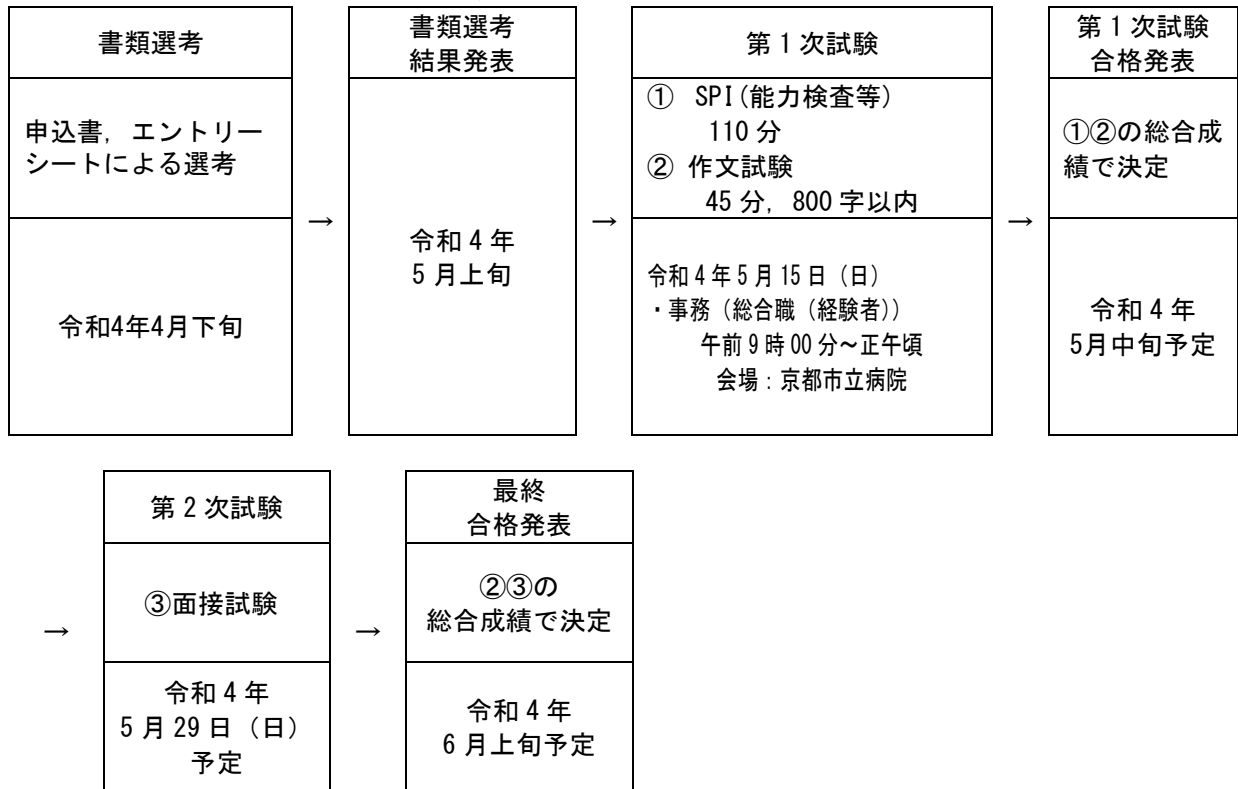 書類選考
申込書，エントリー
シートによる選考
令和4年4月下旬
→
書類選考
結果発表
令和４年
５月上旬
→
第１次試験
① SPI(能力検査等)
110 分
② 作文試験
45 分，800 字以内
令和４年５月15日（日）
・事務（総合職（経験者））
午前９時00分～正午頃
会場：京都市立病院
→
第１次試験
合格発表
①②の総合成
績で決定
令和４年
5月中旬予定
→
第２次試験
③面接試験
令和４年
５月29日（日）
予定
→
最終
合格発表
②③の
総合成績で決定
令和４年
６月上旬予定